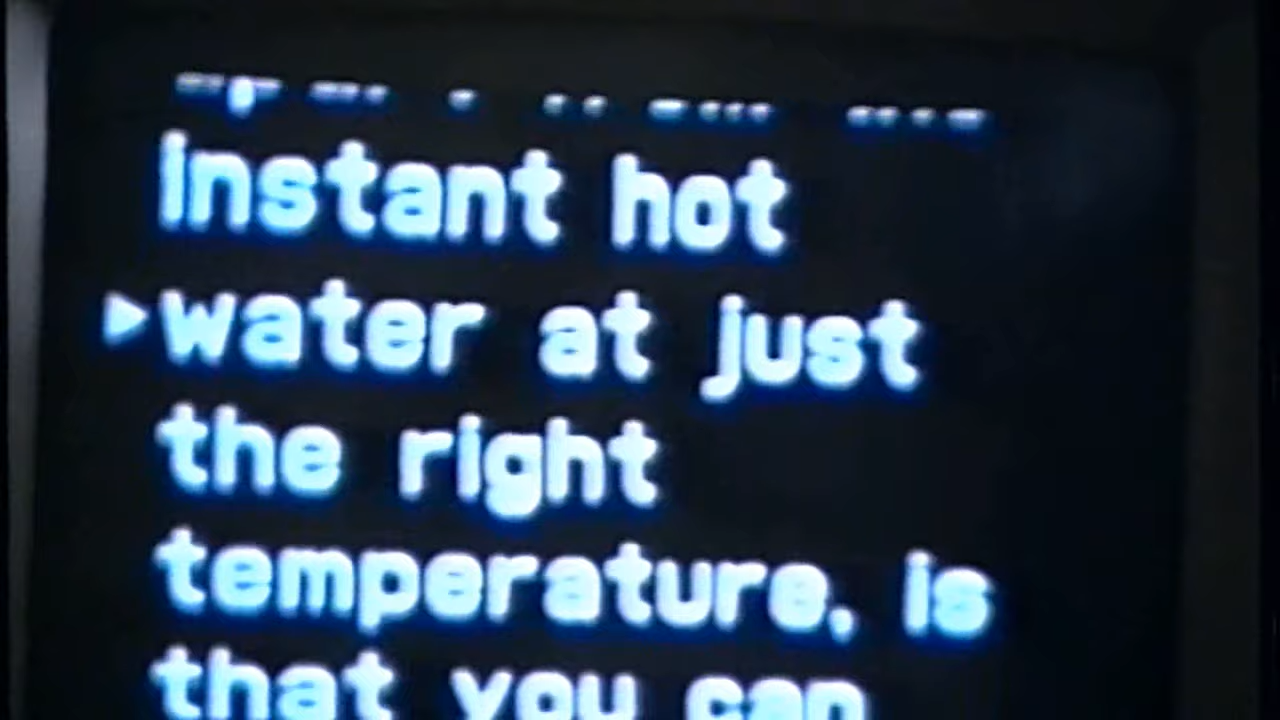 instant hot
▶water at just
the right
temperature, is
that you can